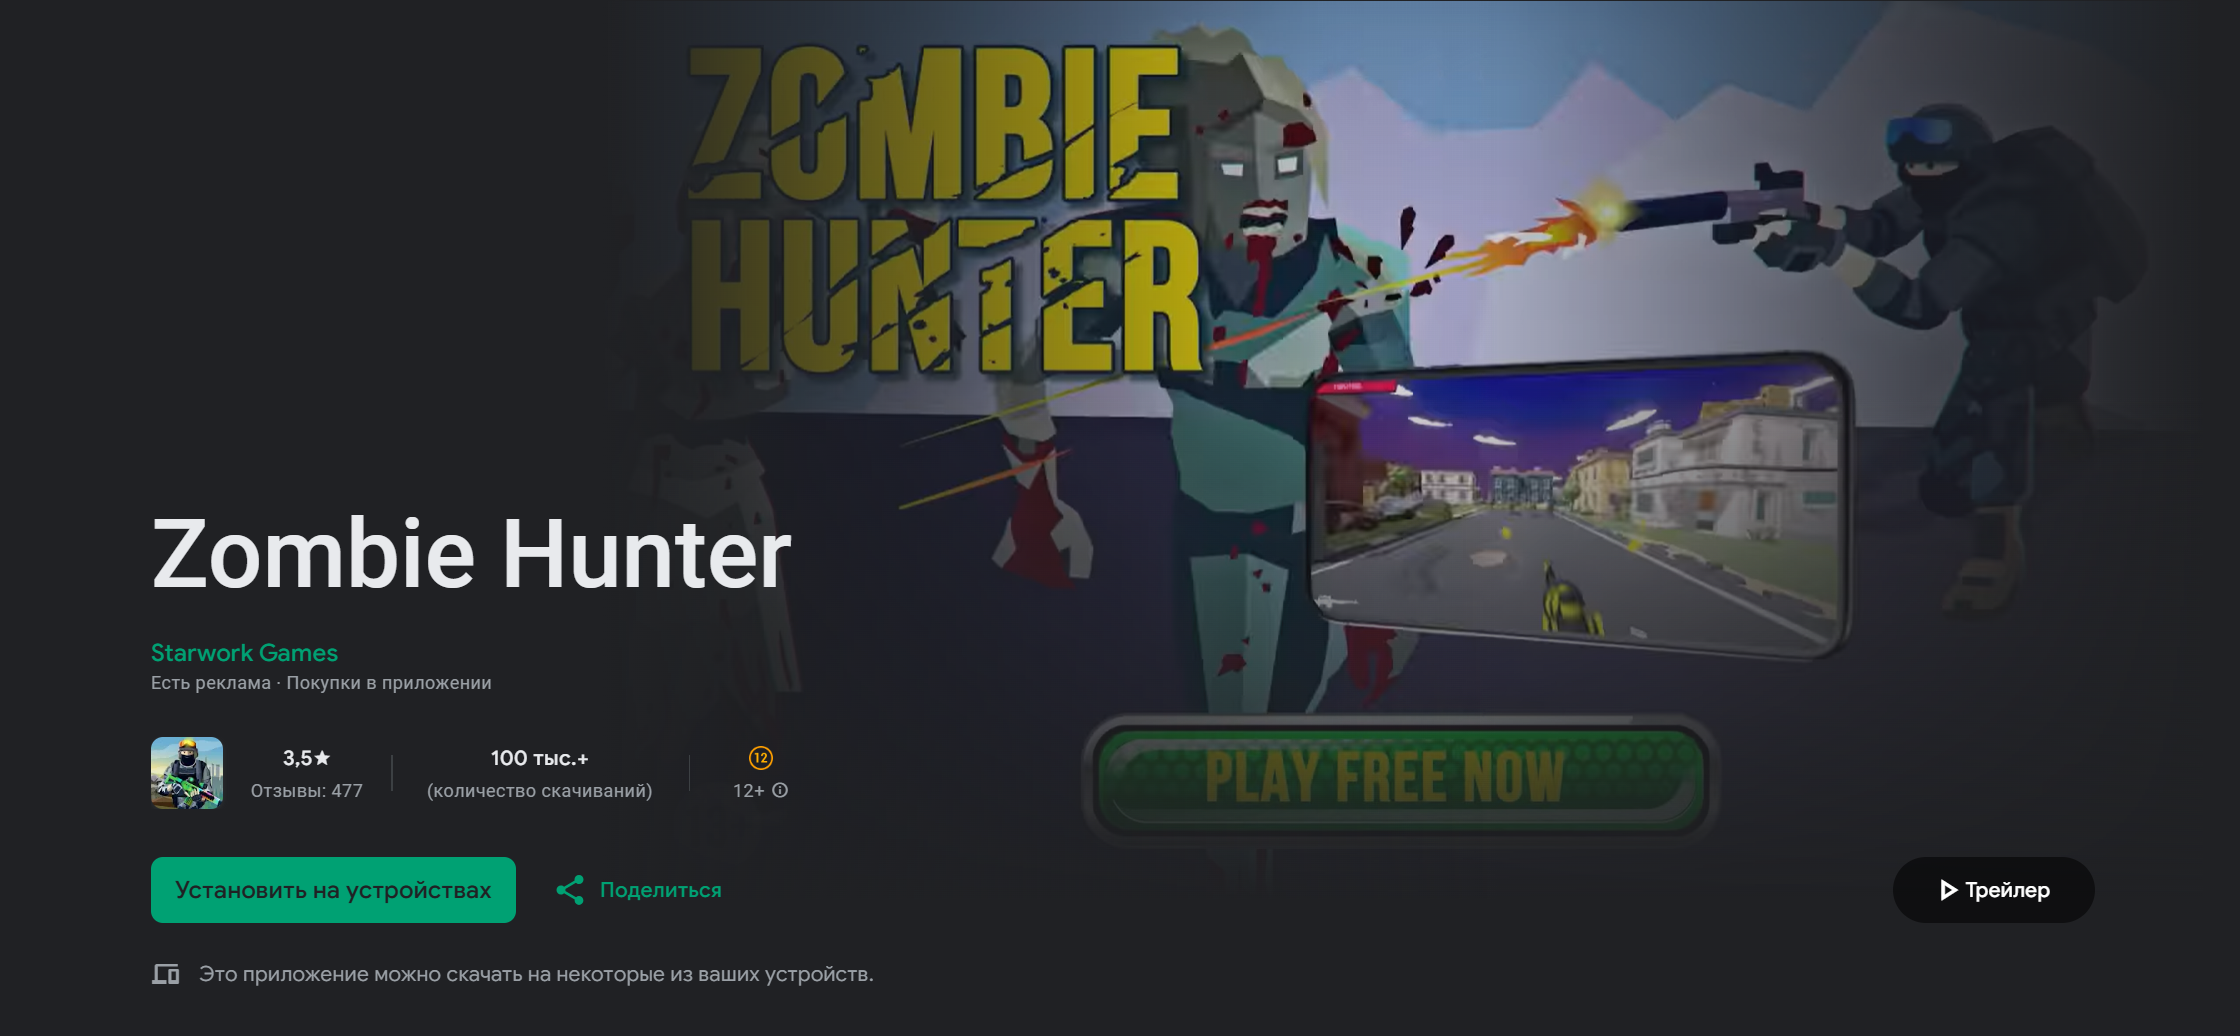 ZOMBIE
HUNTER
Zombie Hunter
Starwork Games
Есть реклама · Покупки в приложении
3,5★
Отзывы: 477
100 тыс.+
(количество скачиваний)
12
12+
PLAY FREE NOW
Установить на устройствах
Поделиться
Трейлер
Это приложение можно скачать на некоторые из ваших устройств.